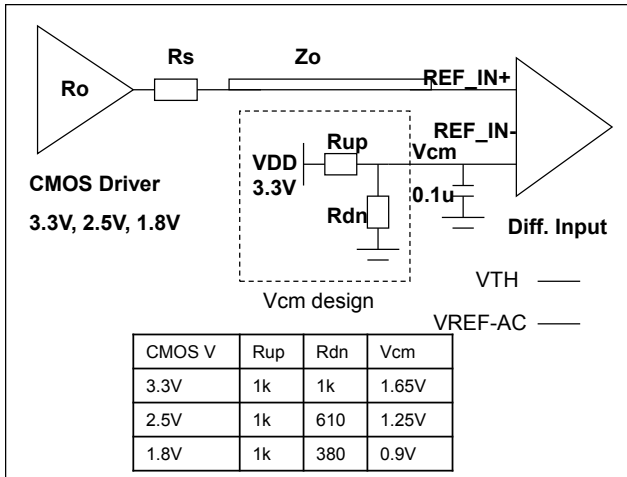 Rs
Zo
Ro
REF_IN+
REF_IN-
Rup
Vcm
VDD
3.3V
0.1u
Rdn
CMOS Driver
3.3V, 2.5V, 1.8V
Diff. Input
Vcm design
VTH
VREF-AC
CMOS V Rup Rdn Vcm
3.3V 1k 1k 1.65V
2.5V 1k 610 1.25V
1.8V 1k 380 0.9V